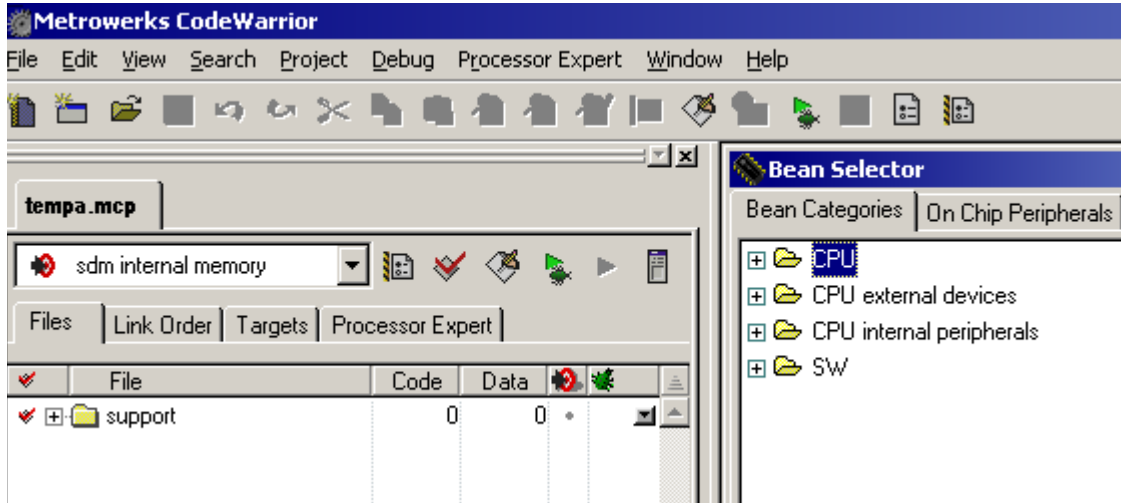 Metrowerks CodeWarrior
File Edit View Search Project Debug Processor Expert Window Help
tempa.mcp
sdm internal memory
Files Link Order Targets Processor Expert
File Code Data
support 0 0
Bean Selector
Bean Categories On Chip Peripherals
CPU
CPU external devices
CPU internal peripherals
SW